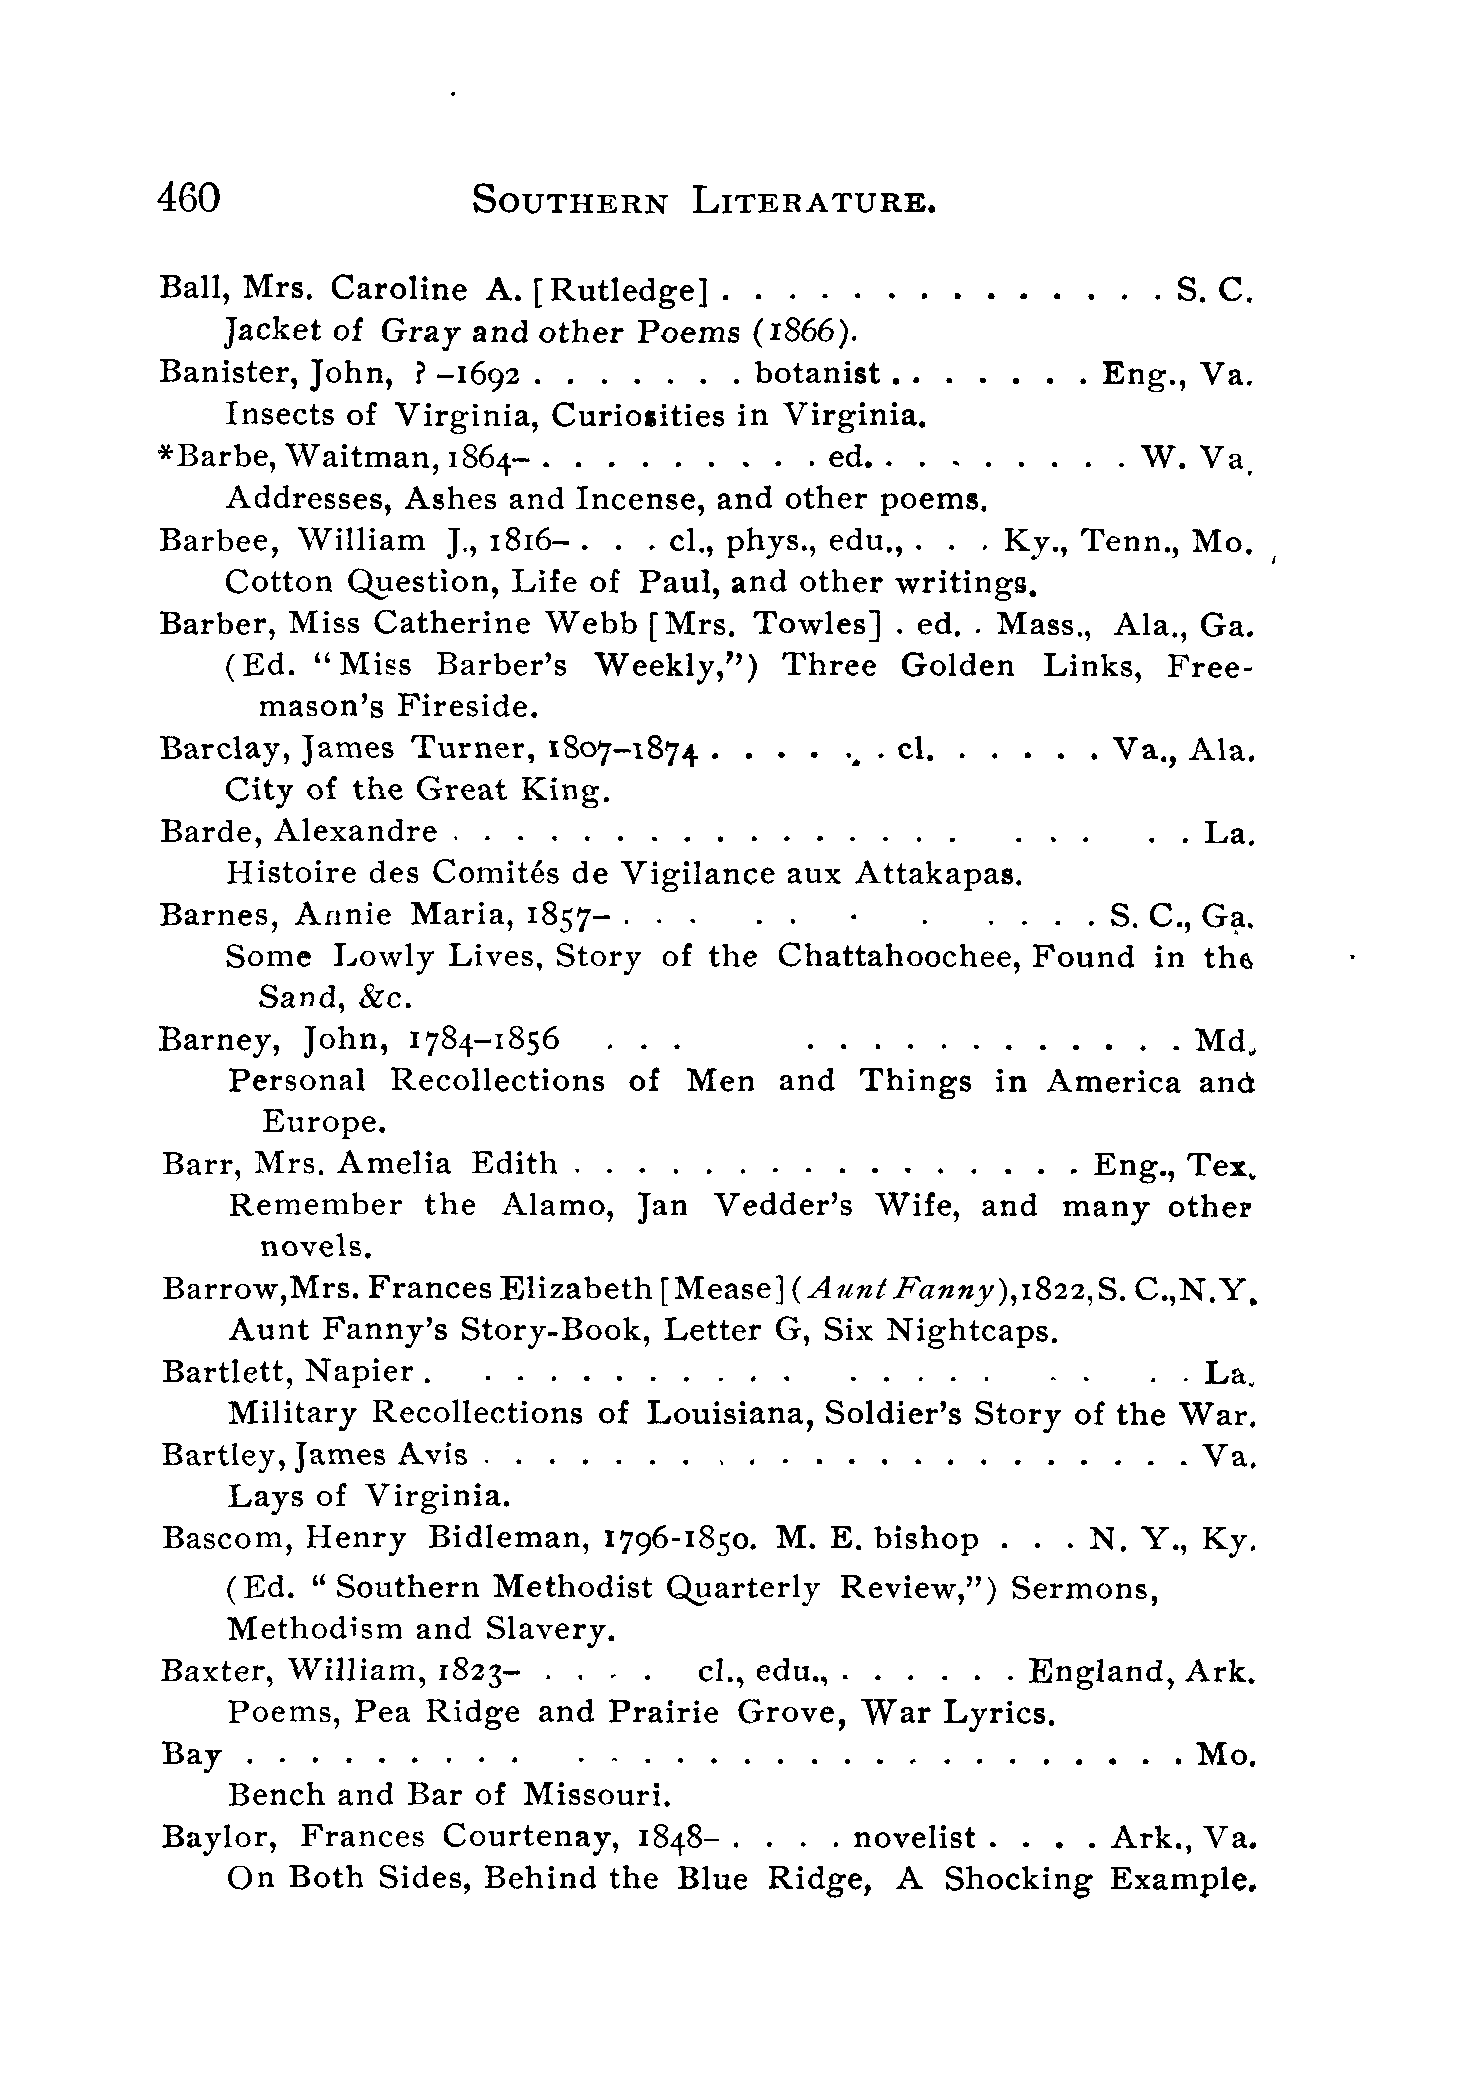 460 SOUTHERN LITERATURE.
Ball, Mrs. Caroline A. [Rutledge] . . . . . . . . . . . . . . S. C.
Jacket of Gray and other Poems (1866).
Banister, John, ? -1692 . . . . . . . botanist . . . . . . . Eng., Va.
Insects of Virginia, Curiosities in Virginia.
*Barbe, Waitman, 1864– . . . . . . . . . ed. . . . . . . . . W. Va.
Addresses, Ashes and Incense, and other poems.
Barbee, William J., 1816– . . . cl., phys., edu., . . . Ky., Tenn., Mo.
Cotton Question, Life of Paul, and other writings.
Barber, Miss Catherine Webb [Mrs. Towles] . ed. . Mass., Ala., Ga.
(Ed. “Miss Barber’s Weekly,”) Three Golden Links, Free-
mason’s Fireside.
Barclay, James Turner, 1807–1874 . . . . . . cl. . . . . . Va., Ala.
City of the Great King.
Barde, Alexandre . . . . . . . . . . . . . . . . . . . . . La.
Histoire des Comités de Vigilance aux Attakapas.
Barnes, Annie Maria, 1857– . . . . . . . . . . . S. C., Ga.
Some Lowly Lives, Story of the Chattahoochee, Found in the
Sand, &c.
Barney, John, 1784–1856 . . . . . . . . . . . . . . . Md.
Personal Recollections of Men and Things in America and
Europe.
Barr, Mrs. Amelia Edith . . . . . . . . . . . . . . . . Eng., Tex.
Remember the Alamo, Jan Vedder’s Wife, and many other
novels.
Barrow,Mrs. Frances Elizabeth [Mease] (Aunt Fanny),1822,S. C.,N.Y.
Aunt Fanny’s Story-Book, Letter G, Six Nightcaps.
Bartlett, Napier . . . . . . . . . . . . . . . . . . . . La.
Military Recollections of Louisiana, Soldier’s Story of the War.
Bartley, James Avis . . . . . . . . . . . . . . . . . . . . . . Va.
Lays of Virginia.
Bascom, Henry Bidleman, 1796-1850. M. E. bishop . . . N. Y., Ky.
(Ed. “ Southern Methodist Quarterly Review,”) Sermons,
Methodism and Slavery.
Baxter, William, 1823– . . . . cl., edu., . . . . . . England, Ark.
Poems, Pea Ridge and Prairie Grove, War Lyrics.
Bay . . . . . . . . . . . . . . . . . . . . . . . . . . . . Mo.
Bench and Bar of Missouri.
Baylor, Frances Courtenay, 1848– . . . . novelist . . . . Ark., Va.
On Both Sides, Behind the Blue Ridge, A Shocking Example.